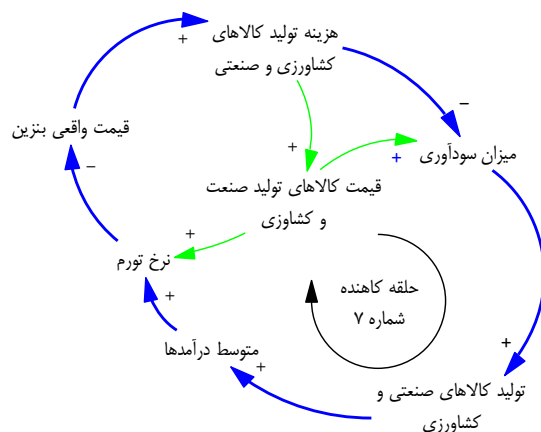 هزینه تولید کالاهای
کشاورزی و صنعتی
+
−
+
قیمت واقعی بنزین
+
+
میزان سودآوری
−
قیمت کالاهای تولید صنعت
و کشاوزی
+
نرخ تورم
حلقه کاهنده
شماره ۷
+
+
متوسط درآمدها
+
تولید کالاهای صنعتی و
کشاورزی